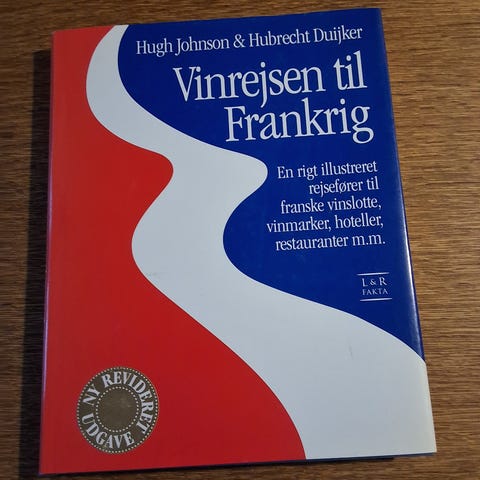 Hugh Johnson & Hubrecht Duijker
Vinrejsen til
Frankrig
En rigt illustreret
rejsefører til
franske vinslotte,
vinmarker, hoteller,
restauranter m.m.
L & R
FAKTA
NY REVIDERET
UDGAVE